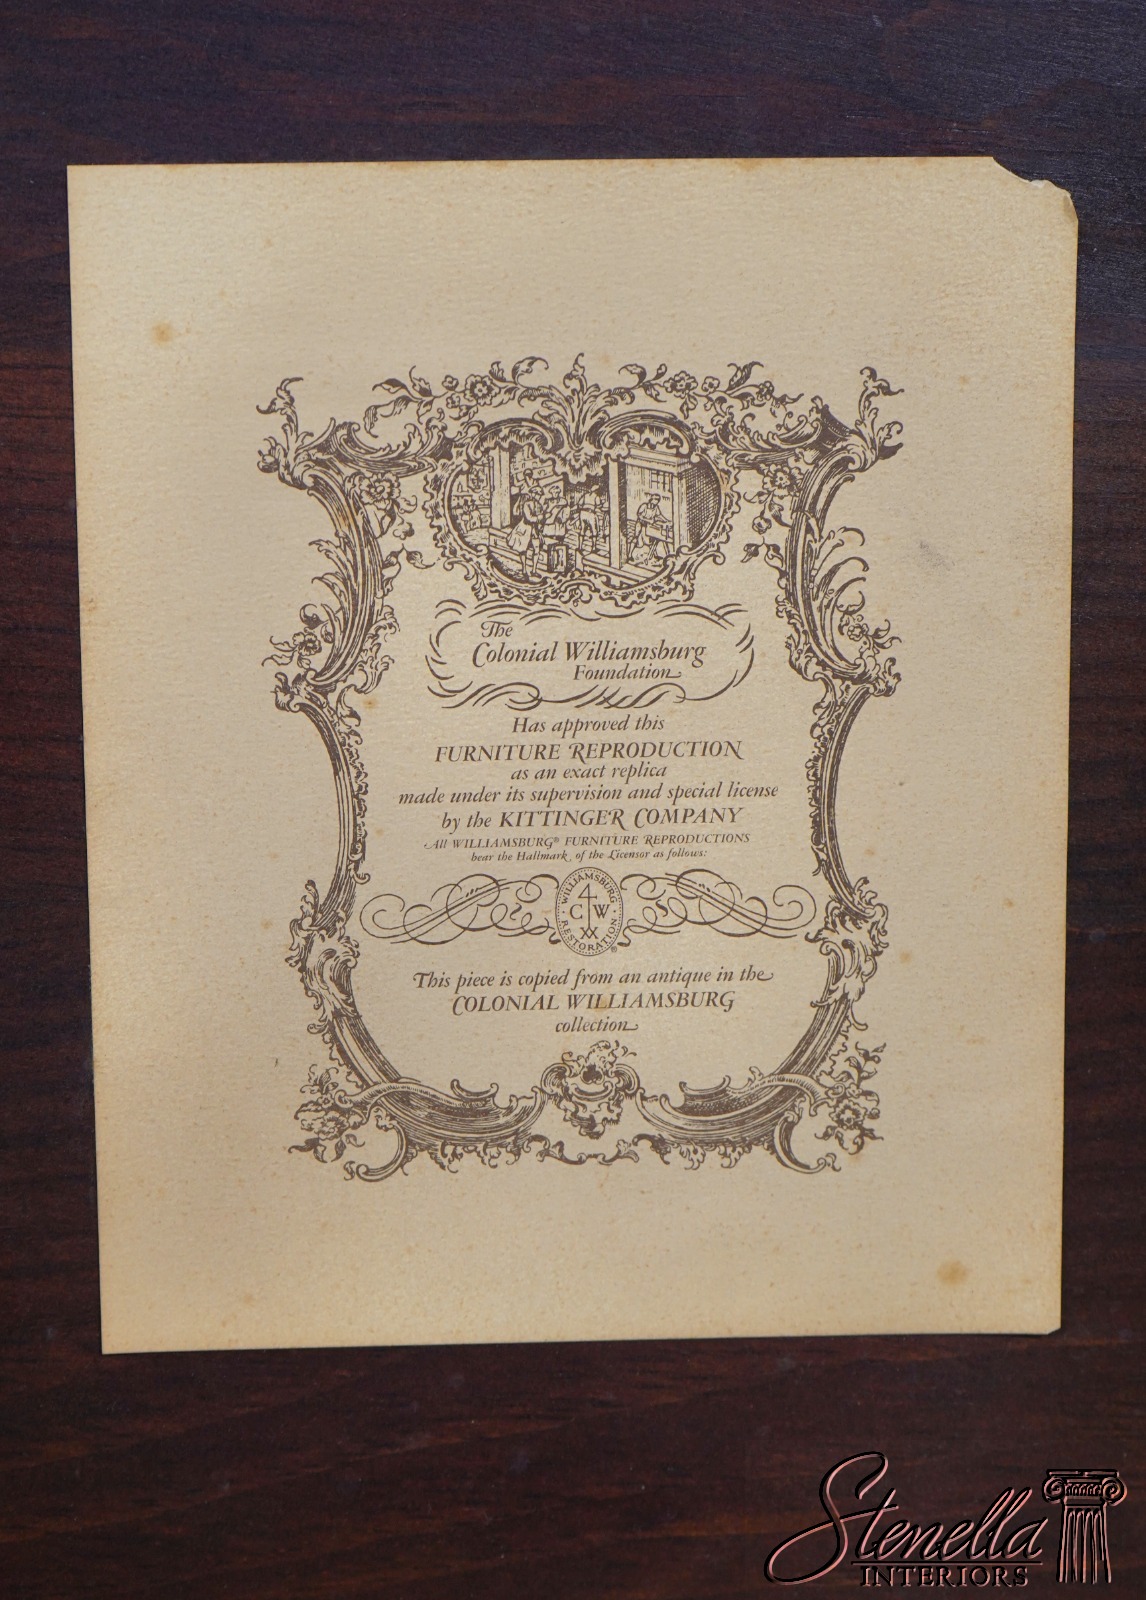 The
Colonial Williamsburg
Foundation
Has approved this
FURNITURE REPRODUCTION
as an exact replica
made under its supervision and special license
by the KITTINGER COMPANY
All WILLIAMSBURG® FURNITURE REPRODUCTIONS
bear the Hallmark of the Licensor as follows:
WILLIAMSBURG
C W
RESTORATION
®
This piece is copied from an antique in the
COLONIAL WILLIAMSBURG
collection
Stenella
INTERIORS